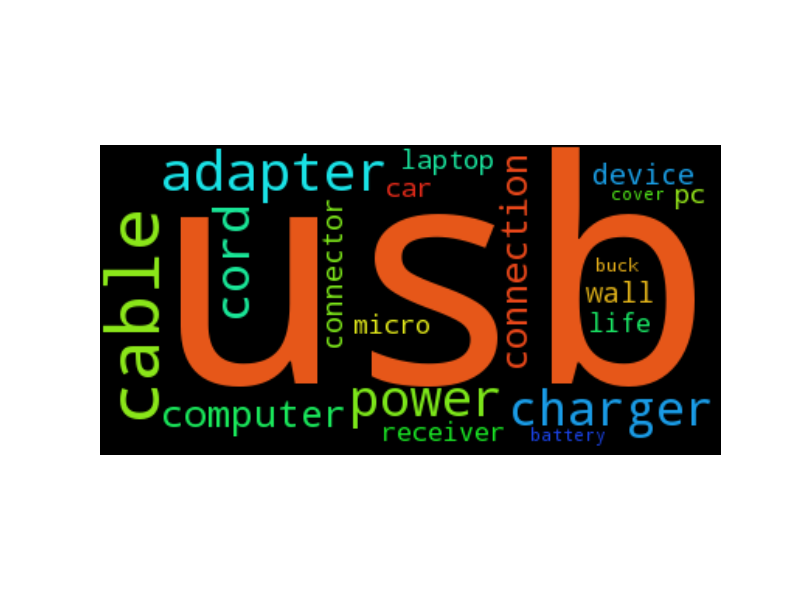 adapter
laptop
car
device
cover
pc
cable
cord
usb
connector
connection
buck
wall
life
micro
computer
power
charger
receiver
battery